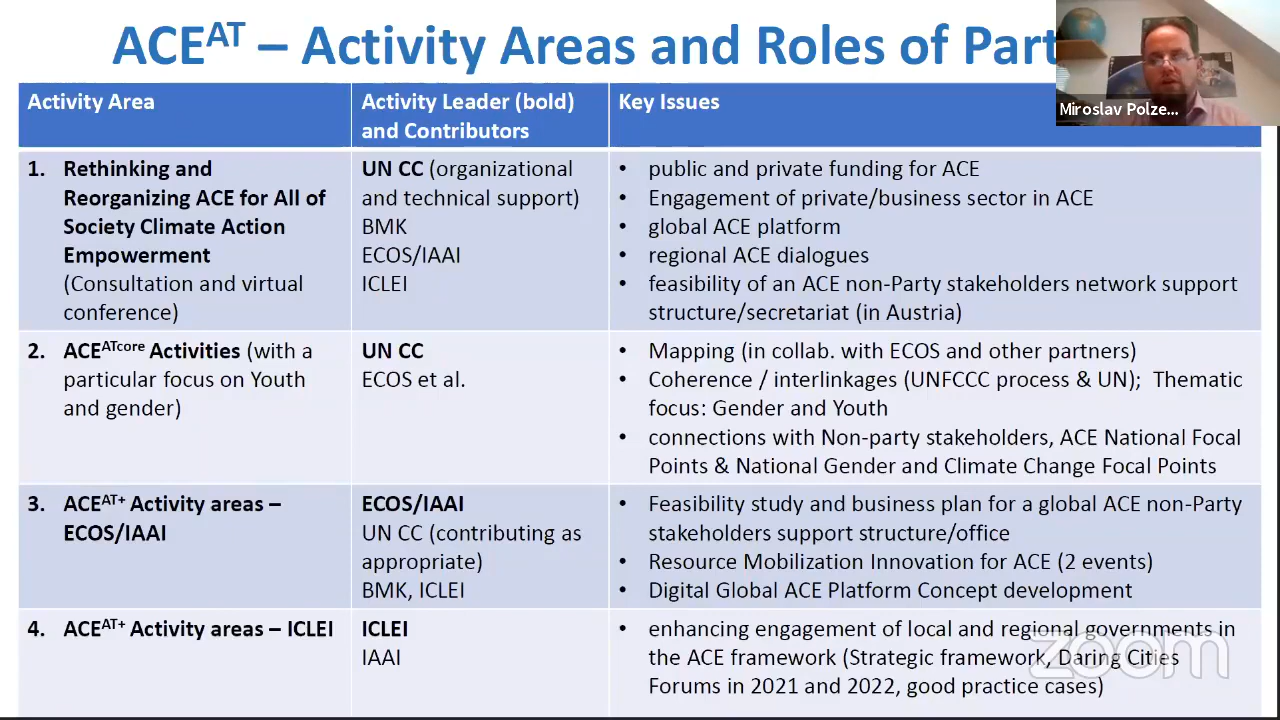 ACEAT – Activity Areas and Roles of Part
Miroslav Polze...
Activity Area
Activity Leader (bold)
and Contributors
Key Issues
1. Rethinking and
Reorganizing ACE for All of
Society Climate Action
Empowerment
(Consultation and virtual
conference)
UN CC (organizational
and technical support)
BMK
ECOS/IAAI
ICLEI
• public and private funding for ACE
• Engagement of private/business sector in ACE
• global ACE platform
• regional ACE dialogues
• feasibility of an ACE non-Party stakeholders network support
structure/secretariat (in Austria)
2. ACEATcore Activities (with a
particular focus on Youth
and gender)
UN CC
ECOS et al.
• Mapping (in collab. with ECOS and other partners)
• Coherence / interlinkages (UNFCCC process & UN); Thematic
focus: Gender and Youth
• connections with Non-party stakeholders, ACE National Focal
Points & National Gender and Climate Change Focal Points
3. ACEAT+ Activity areas –
ECOS/IAAI
ECOS/IAAI
UN CC (contributing as
appropriate)
BMK, ICLEI
• Feasibility study and business plan for a global ACE non-Party
stakeholders support structure/office
• Resource Mobilization Innovation for ACE (2 events)
• Digital Global ACE Platform Concept development
4. ACEAT+ Activity areas – ICLEI
ICLEI
IAAI
• enhancing engagement of local and regional governments in
the ACE framework (Strategic framework, Daring Cities
Forums in 2021 and 2022, good practice cases)
zoom